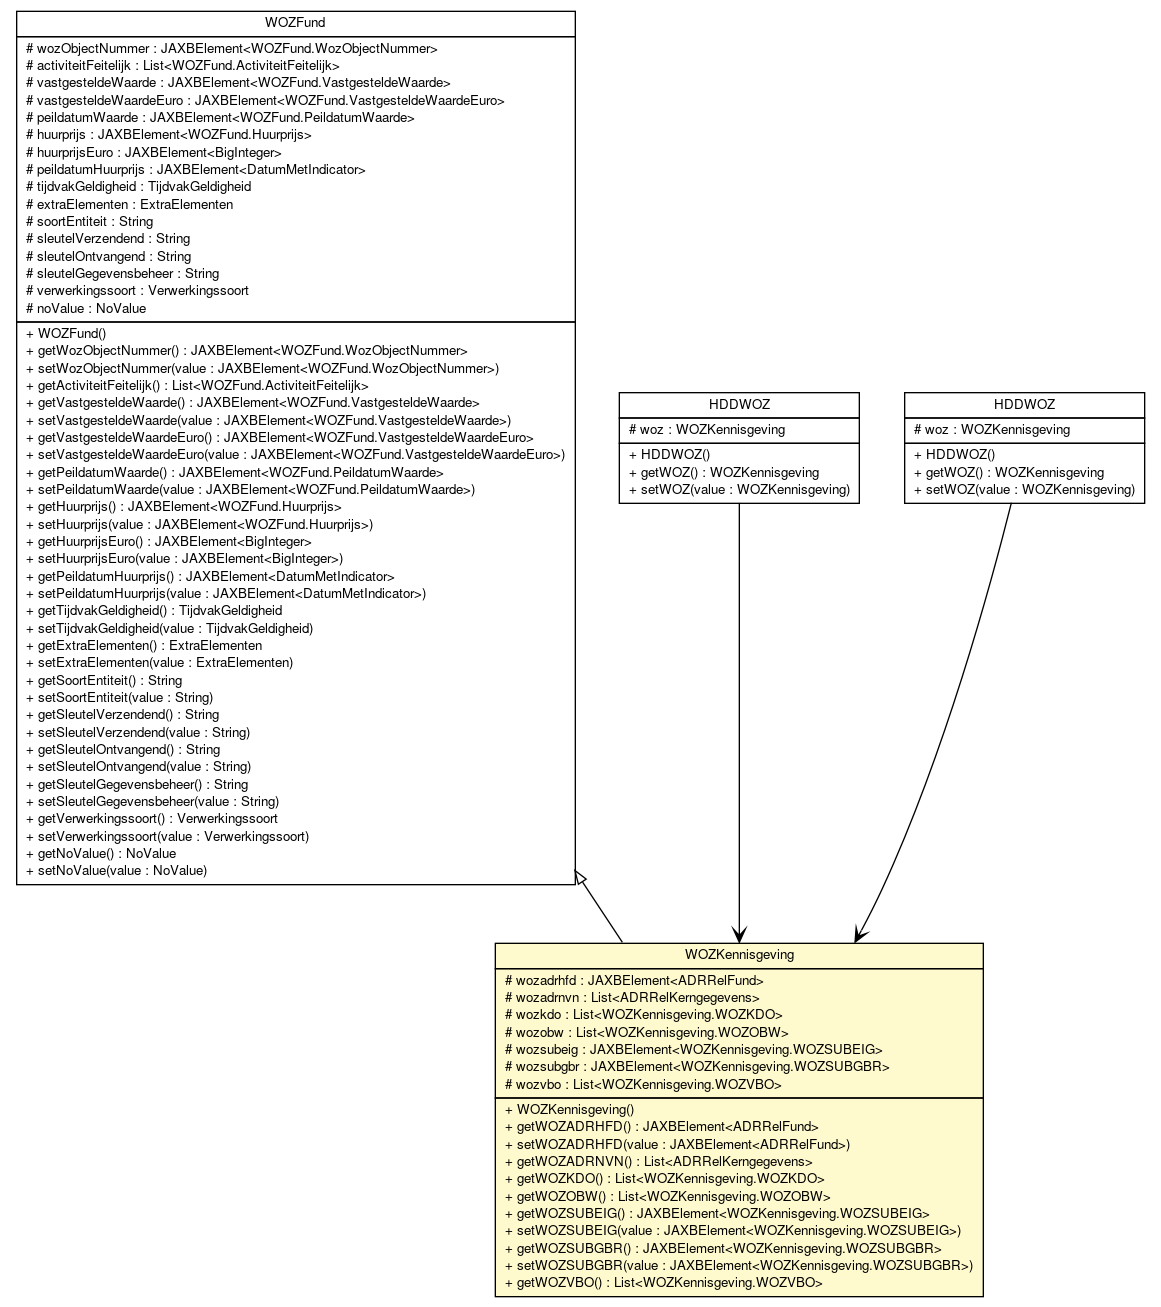 WOZFund
# wozObjectNummer : JAXBElement<WOZFund.WozObjectNummer>
# activiteitFeitelijk : List<WOZFund.ActiviteitFeitelijk>
# vastgesteldeWaarde : JAXBElement<WOZFund.VastgesteldeWaarde>
# vastgesteldeWaardeEuro : JAXBElement<WOZFund.VastgesteldeWaardeEuro>
# peildatumWaarde : JAXBElement<WOZFund.PeildatumWaarde>
# huurprijs : JAXBElement<WOZFund.Huurprijs>
# huurprijsEuro : JAXBElement<BigInteger>
# peildatumHuurprijs : JAXBElement<DatumMetIndicator>
# tijdvakGeldigheid : TijdvakGeldigheid
# extraElementen : ExtraElementen
# soortEntiteit : String
# sleutelVerzendend : String
# sleutelOntvangend : String
# sleutelGegevensbeheer : String
# verwerkingssoort : Verwerkingssoort
# noValue : NoValue
+ WOZFund()
+ getWozObjectNummer() : JAXBElement<WOZFund.WozObjectNummer>
+ setWozObjectNummer(value : JAXBElement<WOZFund.WozObjectNummer>)
+ getActiviteitFeitelijk() : List<WOZFund.ActiviteitFeitelijk>
+ getVastgesteldeWaarde() : JAXBElement<WOZFund.VastgesteldeWaarde>
+ setVastgesteldeWaarde(value : JAXBElement<WOZFund.VastgesteldeWaarde>)
+ getVastgesteldeWaardeEuro() : JAXBElement<WOZFund.VastgesteldeWaardeEuro>
+ setVastgesteldeWaardeEuro(value : JAXBElement<WOZFund.VastgesteldeWaardeEuro>)
+ getPeildatumWaarde() : JAXBElement<WOZFund.PeildatumWaarde>
+ setPeildatumWaarde(value : JAXBElement<WOZFund.PeildatumWaarde>)
+ getHuurprijs() : JAXBElement<WOZFund.Huurprijs>
+ setHuurprijs(value : JAXBElement<WOZFund.Huurprijs>)
+ getHuurprijsEuro() : JAXBElement<BigInteger>
+ setHuurprijsEuro(value : JAXBElement<BigInteger>)
+ getPeildatumHuurprijs() : JAXBElement<DatumMetIndicator>
+ setPeildatumHuurprijs(value : JAXBElement<DatumMetIndicator>)
+ getTijdvakGeldigheid() : TijdvakGeldigheid
+ setTijdvakGeldigheid(value : TijdvakGeldigheid)
+ getExtraElementen() : ExtraElementen
+ setExtraElementen(value : ExtraElementen)
+ getSoortEntiteit() : String
+ setSoortEntiteit(value : String)
+ getSleutelVerzendend() : String
+ setSleutelVerzendend(value : String)
+ getSleutelOntvangend() : String
+ setSleutelOntvangend(value : String)
+ getSleutelGegevensbeheer() : String
+ setSleutelGegevensbeheer(value : String)
+ getVerwerkingssoort() : Verwerkingssoort
+ setVerwerkingssoort(value : Verwerkingssoort)
+ getNoValue() : NoValue
+ setNoValue(value : NoValue)
HDDWOZ
# woz : WOZKennisgeving
+ HDDWOZ()
+ getWOZ() : WOZKennisgeving
+ setWOZ(value : WOZKennisgeving)
HDDWOZ
# woz : WOZKennisgeving
+ HDDWOZ()
+ getWOZ() : WOZKennisgeving
+ setWOZ(value : WOZKennisgeving)
WOZKennisgeving
# wozadrhfd : JAXBElement<ADRRelFund>
# wozadrnvn : List<ADRRelKerngegevens>
# wozkdo : List<WOZKennisgeving.WOZKDO>
# wozobw : List<WOZKennisgeving.WOZOBW>
# wozsubeig : JAXBElement<WOZKennisgeving.WOZSUBEIG>
# wozsubgbr : JAXBElement<WOZKennisgeving.WOZSUBGBR>
# wozvbo : List<WOZKennisgeving.WOZVBO>
+ WOZKennisgeving()
+ getWOZADRHFD() : JAXBElement<ADRRelFund>
+ setWOZADRHFD(value : JAXBElement<ADRRelFund>)
+ getWOZADRNVN() : List<ADRRelKerngegevens>
+ getWOZKDO() : List<WOZKennisgeving.WOZKDO>
+ getWOZOBW() : List<WOZKennisgeving.WOZOBW>
+ getWOZSUBEIG() : JAXBElement<WOZKennisgeving.WOZSUBEIG>
+ setWOZSUBEIG(value : JAXBElement<WOZKennisgeving.WOZSUBEIG>)
+ getWOZSUBGBR() : JAXBElement<WOZKennisgeving.WOZSUBGBR>
+ setWOZSUBGBR(value : JAXBElement<WOZKennisgeving.WOZSUBGBR>)
+ getWOZVBO() : List<WOZKennisgeving.WOZVBO>